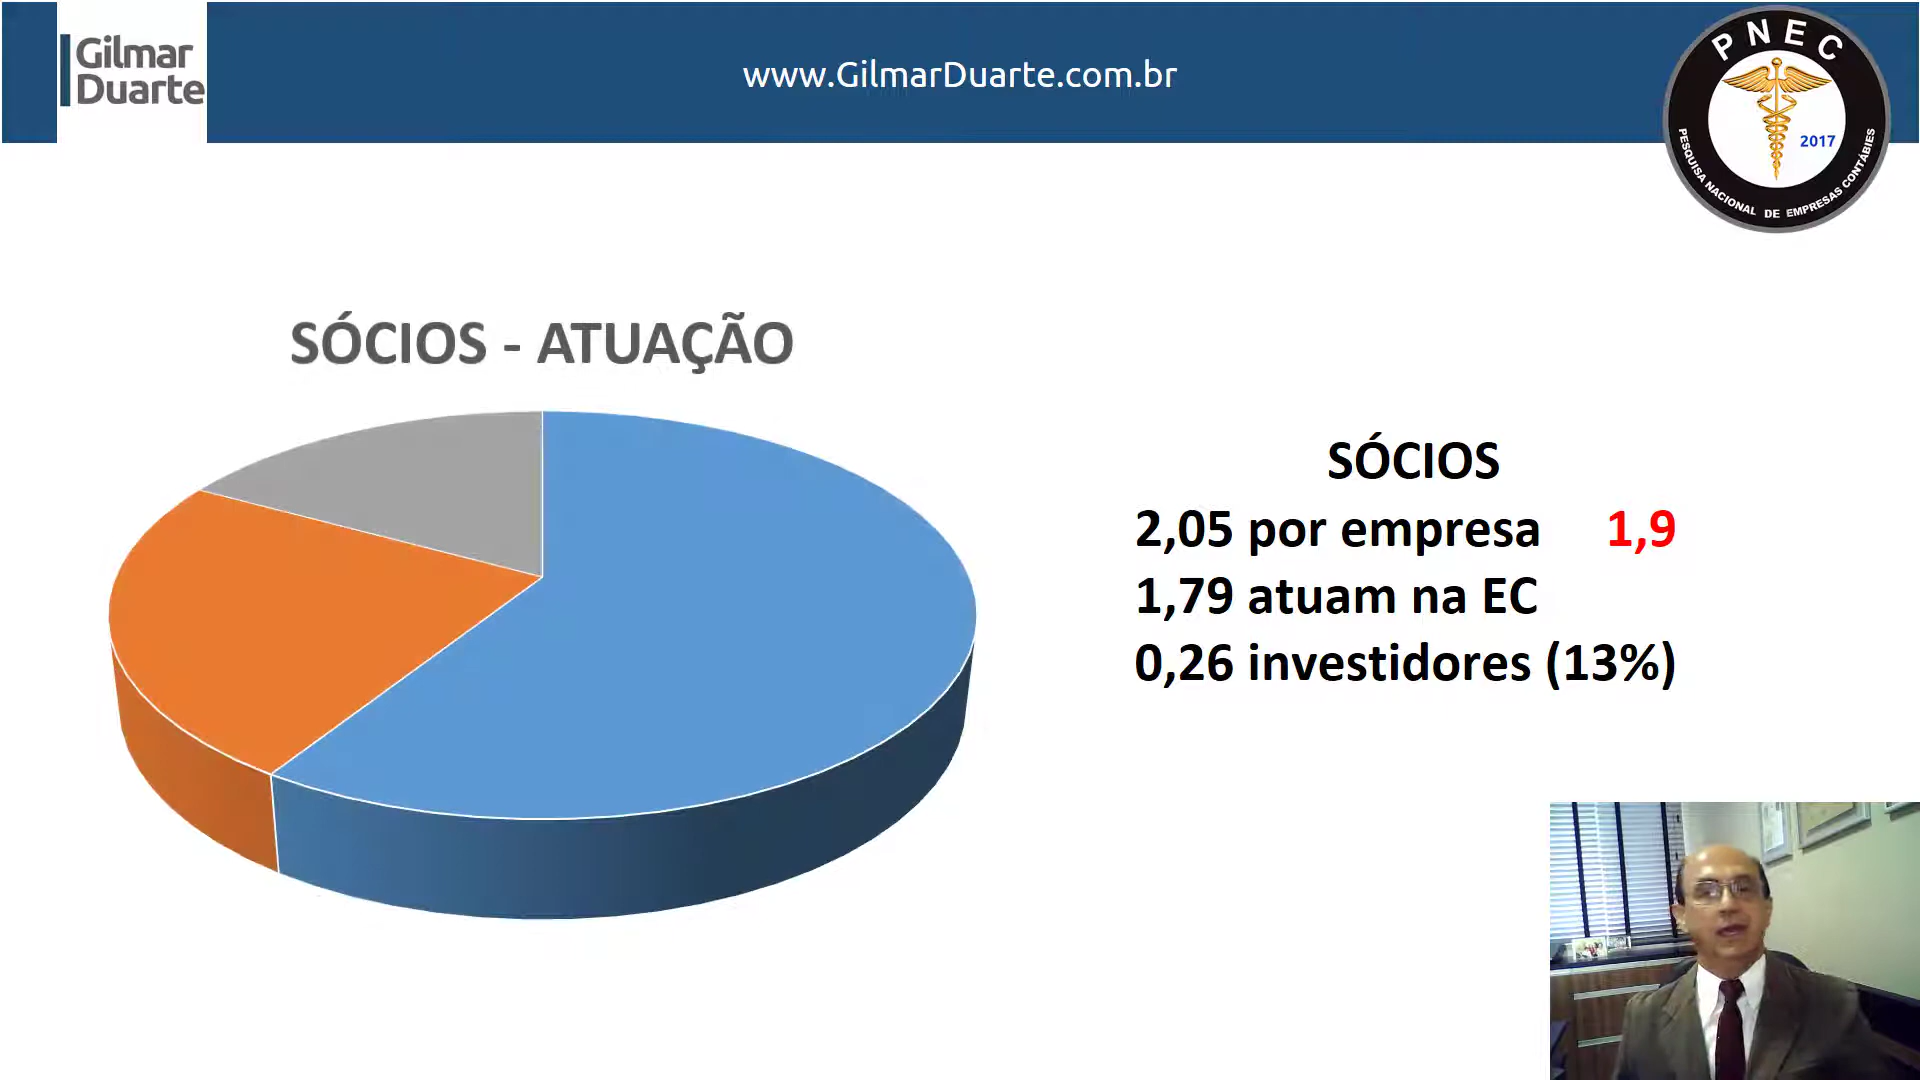 Gilmar
Duarte
www.GilmarDuarte.com.br
PNEC
2017
PESQUISA NACIONAL DE EMPRESAS CONTÁBIES
SÓCIOS - ATUAÇÃO
SÓCIOS
2,05 por empresa 1,9
1,79 atuam na EC
0,26 investidores (13%)